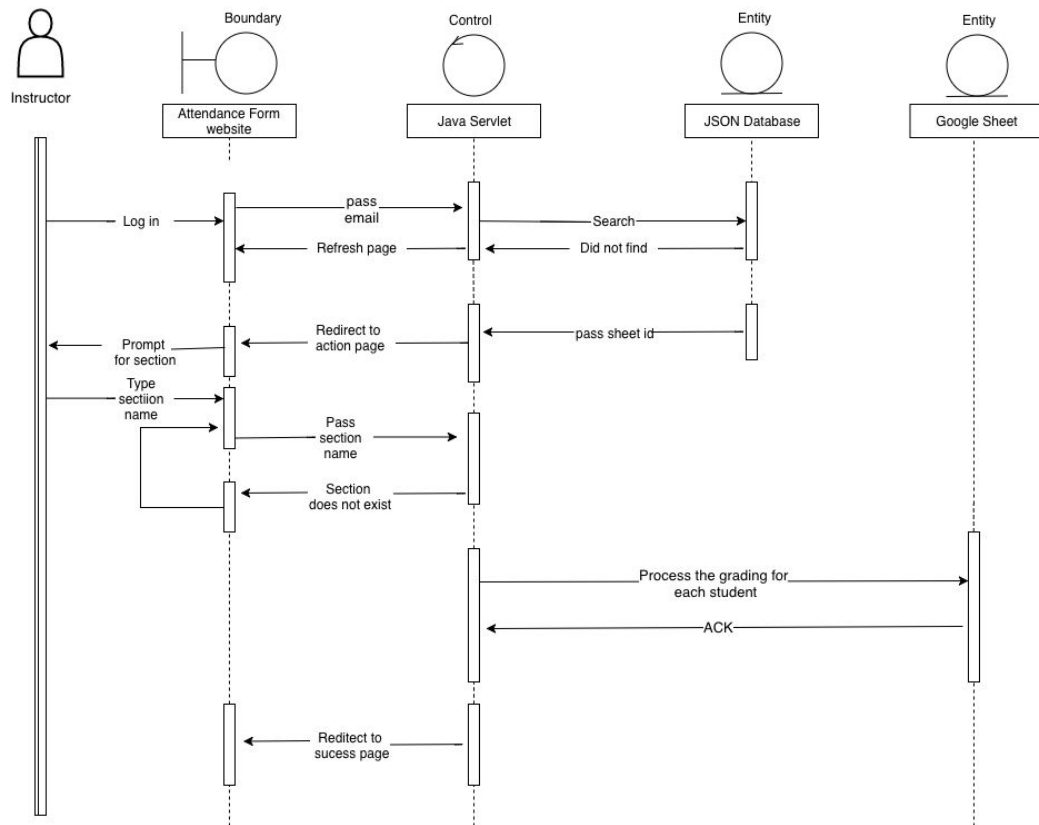 Boundary
Control
Entity
Entity
Instructor
Attendance Form
website
Java Servlet
JSON Database
Google Sheet
Log in
pass
email
Search
Refresh page
Did not find
pass sheet id
Redirect to
action page
Prompt
for section
Type
sectiion
name
Pass
section
name
Section
does not exist
Process the grading for
each student
ACK
Reditect to
sucess page